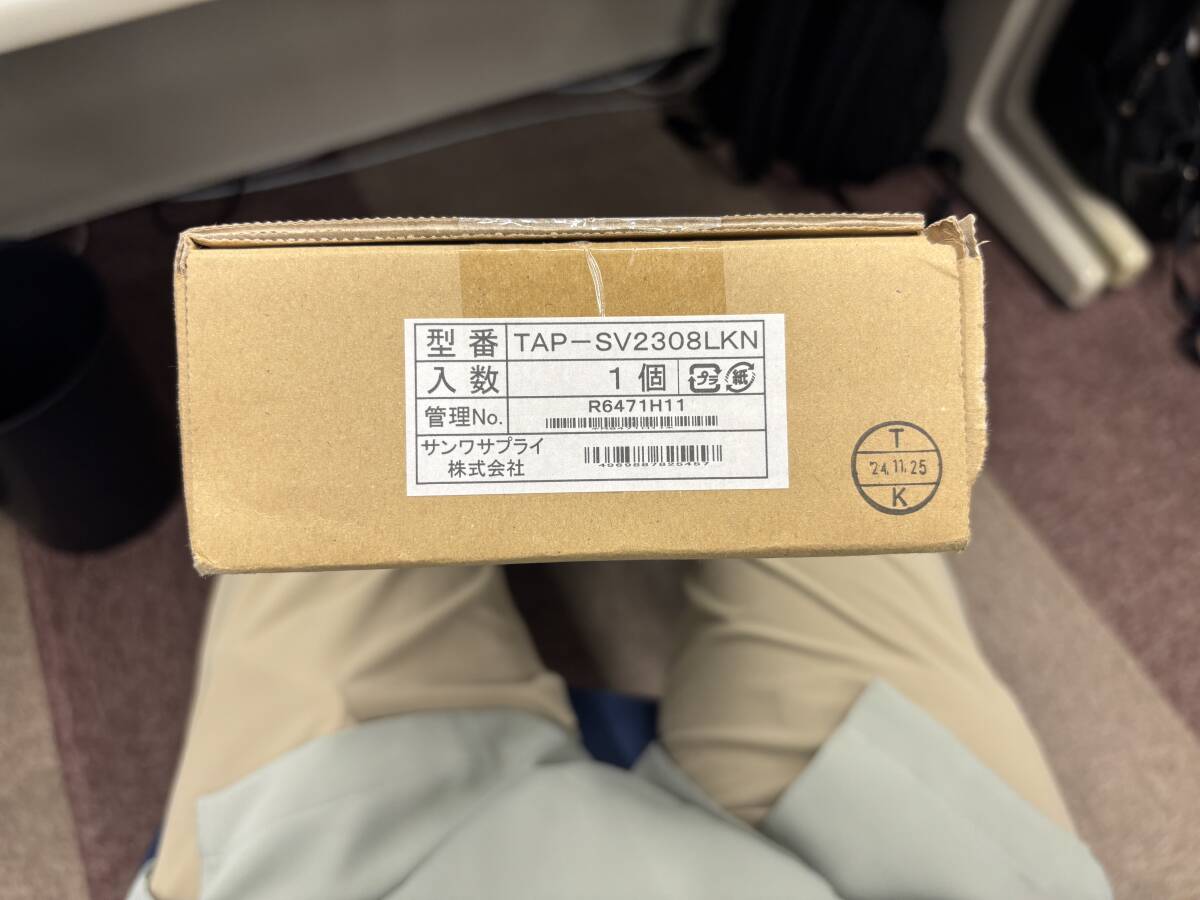 型番 TAP-SV2308LKN
入数 1個 プラ 紙
管理No. R6471H11
サンワサプライ
株式会社
4969887825457
T
'24.11.25
K